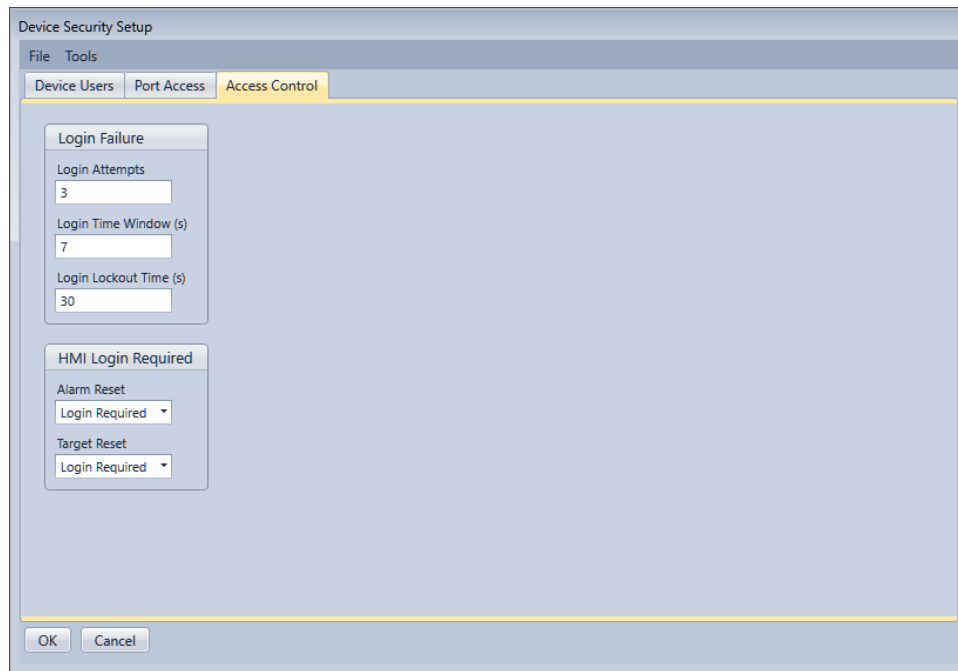 Device Security Setup
File Tools
Device Users Port Access Access Control
Login Failure
Login Attempts
3
Login Time Window (s)
7
Login Lockout Time (s)
30
HMI Login Required
Alarm Reset
Login Required
Target Reset
Login Required
OK Cancel